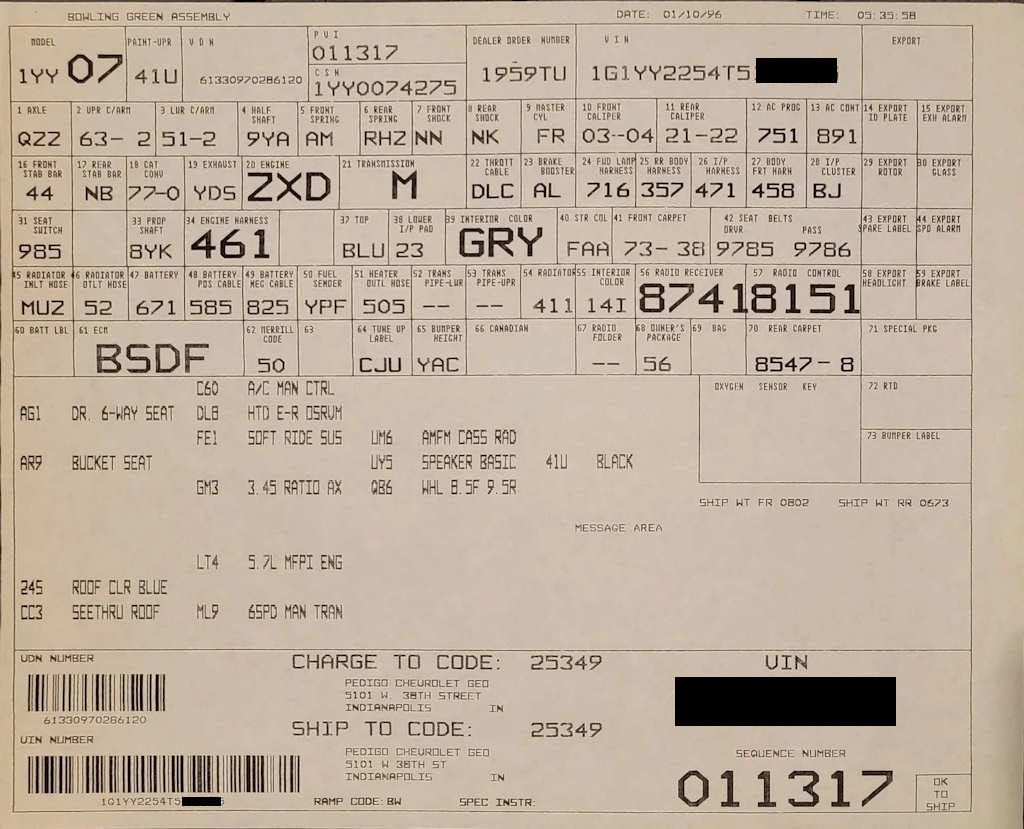 BOWLING GREEN ASSEMBLY DATE: 01/10/96 TIME: 05:35:58
MODEL PAINT-UPR V D N P V I DEALER ORDER NUMBER V I N EXPORT
1YY 07 41U 61330970286120 011317 1959TU 1G1YY2254T5
C S N
1YY0074275
1 AXLE 2 UPR C/ARM 3 LWR C/ARM 4 HALF SHAFT 5 FRONT SPRING 6 REAR SPRING 7 FRONT SHOCK 8 REAR SHOCK 9 MASTER CYL 10 FRONT CALIPER 11 REAR CALIPER 12 AC PROG 13 AC CONT 14 EXPORT ID PLATE 15 EXPORT EXH ALARM
QZZ 63- 2 51-2 9YA AM RHZ NN NK FR 03--04 21-22 751 891
16 FRONT STAB BAR 17 REAR STAB BAR 18 CAT CONV 19 EXHAUST 20 ENGINE 21 TRANSMISSION 22 THROTT CABLE 23 BRAKE BOOSTER 24 FWD LAMP HARNESS 25 RR BODY HARNESS 26 I/P HARNESS 27 BODY FRT HARN 28 I/P CLUSTER 29 EXPORT ROTOR 30 EXPORT GLASS
44 NB 77-0 YDS ZXD M DLC AL 716 357 471 458 BJ
31 SEAT SWITCH 33 PROP SHAFT 34 ENGINE HARNESS 37 TOP 38 LOWER I/P PAD 39 INTERIOR COLOR 40 STR COL 41 FRONT CARPET 42 SEAT BELTS DRVR PASS 43 EXPORT SPARE LABEL 44 EXPORT SPD ALARM
985 8YK 461 BLU 23 GRY FAA 73- 38 9785 9786
45 RADIATOR INLT HOSE 46 RADIATOR OTLT HOSE 47 BATTERY 48 BATTERY POS CABLE 49 BATTERY NEG CABLE 50 FUEL SENDER 51 HEATER OUTL HOSE 52 TRANS PIPE-LWR 53 TRANS PIPE-UPR 54 RADIATOR 55 INTERIOR COLOR 56 RADIO RECEIVER 57 RADIO CONTROL 58 EXPORT HEADLIGHT 59 EXPORT BRAKE LABEL
MUZ 52 671 585 825 YPF 505 -- -- 411 14I 8741 8151
60 BATT LBL 61 ECM 62 MERRILL CODE 63 64 TUNE UP LABEL 65 BUMPER HEIGHT 66 CANADIAN 67 RADIO FOLDER 68 OWNER'S PACKAGE 69 BAG 70 REAR CARPET 71 SPECIAL PKG
BSDF 50 CJU YAC -- 56 8547- 8
C60 A/C MAN CTRL OXYGEN SENSOR KEY 72 RTD
AG1 DR. 6-WAY SEAT DL8 HTD E-R OSRVM
FE1 SOFT RIDE SUS UM6 AMFM CASS RAD 73 BUMPER LABEL
AR9 BUCKET SEAT UY5 SPEAKER BASIC 41U BLACK
GM3 3.45 RATIO AX QB6 WHL 8.5F 9.5R
SHIP WT FR 0802 SHIP WT RR 0673
MESSAGE AREA
LT4 5.7L MFPI ENG
24S ROOF CLR BLUE
CC3 SEETHRU ROOF ML9 6SPD MAN TRAN
VDN NUMBER CHARGE TO CODE: 25349 VIN
PEDIGO CHEVROLET GEO
5101 W. 38TH STREET
INDIANAPOLIS IN
61330970286120
SHIP TO CODE: 25349
VIN NUMBER
PEDIGO CHEVROLET GEO SEQUENCE NUMBER
5101 W 38TH ST
INDIANAPOLIS IN 011317
1G1YY2254T5 RAMP CODE: BW SPEC INSTR: OK TO SHIP